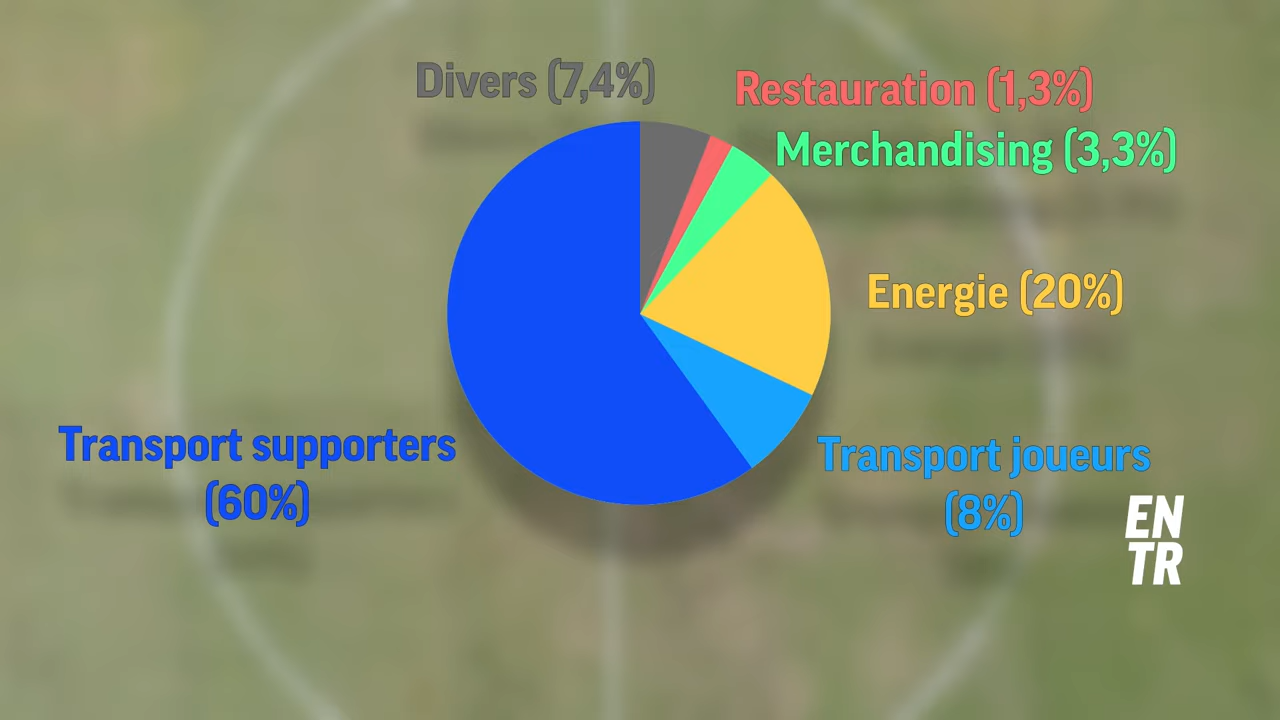 Divers (7,4%)
Restauration (1,3%)
Merchandising (3,3%)
Energie (20%)
Transport supporters
(60%)
Transport joueurs
(8%)
EN
TR